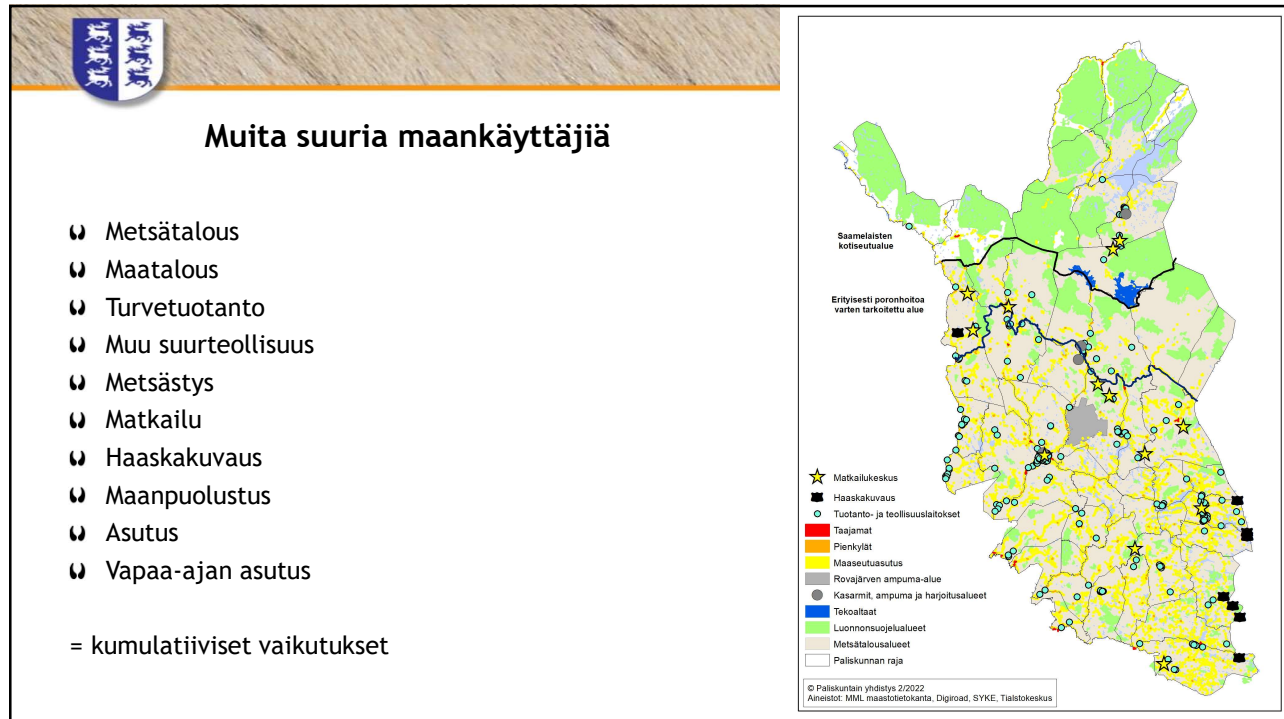 Muita suuria maankäyttäjiä
Metsätalous
Maatalous
Turvetuotanto
Muu suurteollisuus
Metsästys
Matkailu
Haaskakuvaus
Maanpuolustus
Asutus
Vapaa-ajan asutus
= kumulatiiviset vaikutukset
Saamelaisten
kotiseutualue
Erityisesti poronhoitoa
varten tarkoitettu alue
Matkailukeskus
Haaskakuvaus
Tuotanto- ja teollisuuslaitokset
Taajamat
Pienkylät
Maaseutuasutus
Rovajärven ampuma-alue
Kasarmit, ampuma ja harjoitusalueet
Tekoaltaat
Luonnonsuojelualueet
Metsätalousalueet
Paliskunnan raja
© Paliskuntain yhdistys 2/2022
Aineistot: MML maastotietokanta, Digiroad, SYKE, Tialstokeskus